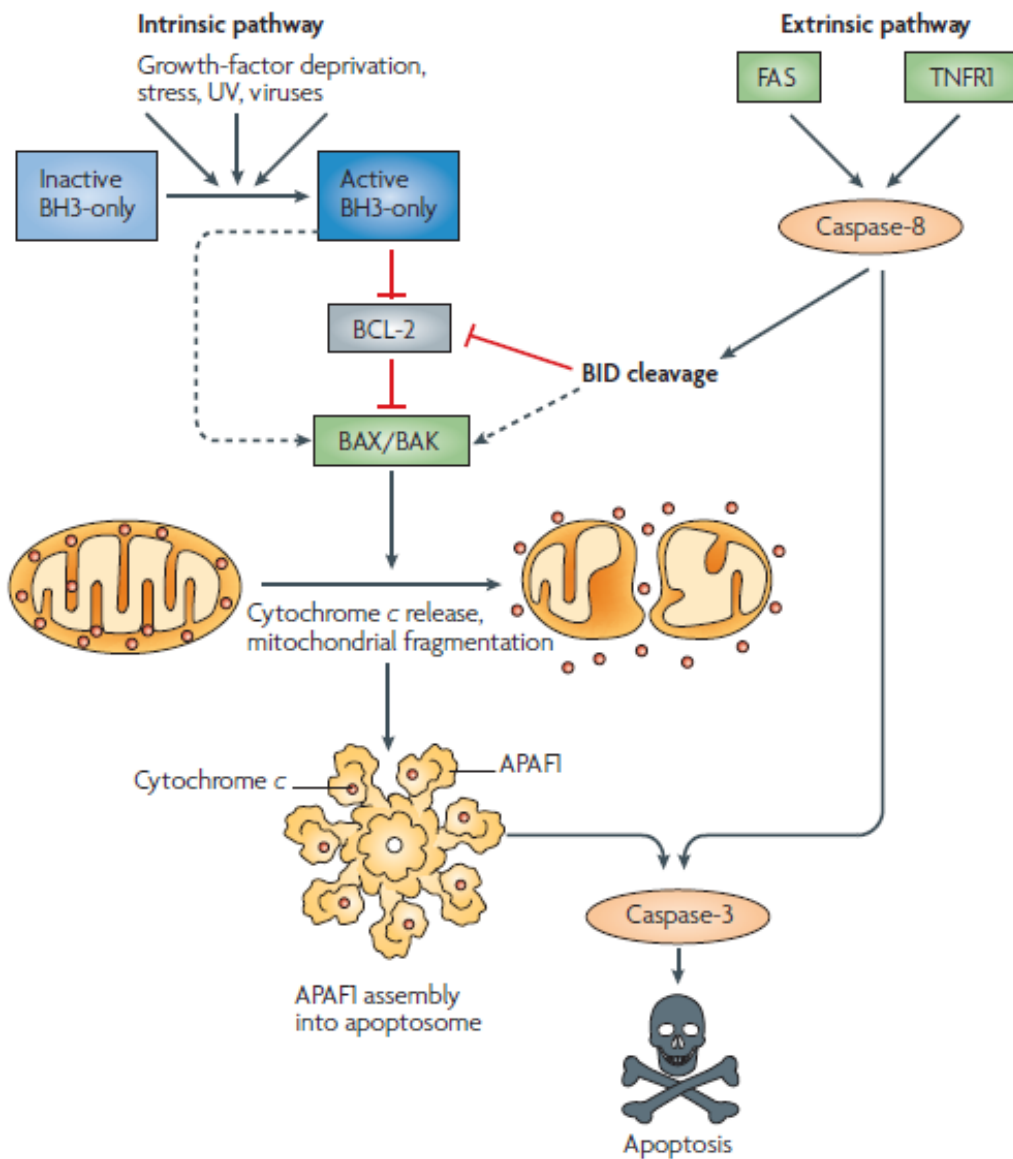 Intrinsic pathway
Growth-factor deprivation,
stress, UV, viruses
Extrinsic pathway
FAS
TNFR1
Inactive
BH3-only
Active
BH3-only
Caspase-8
BCL-2
BID cleavage
BAX/BAK
Cytochrome c release,
mitochondrial fragmentation
Cytochrome c
APAF1
Caspase-3
APAF1 assembly
into apoptosome
Apoptosis